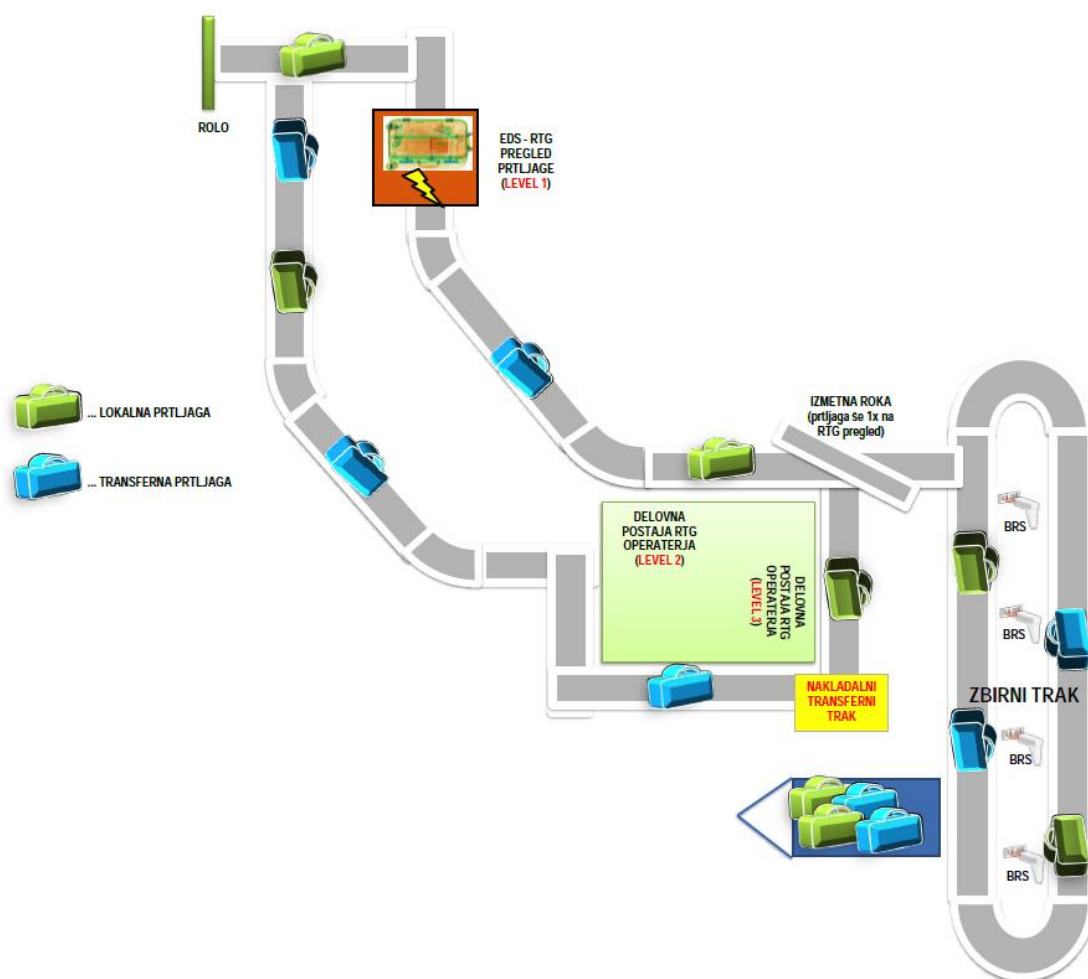 ROLO
EDS - RTG
PREGLED
PRTLJAGE
(LEVEL 1)
... LOKALNA PRTLJAGA
... TRANSFERNA PRTLJAGA
IZMETNA ROKA
(prtljaga še 1x na
RTG pregled)
DELOVNA
POSTAJA RTG
OPERATERJA
(LEVEL 2)
DELOVNA
POSTAJA RTG
OPERATERJA
(LEVEL 3)
NAKLADALNI
TRANSFERNI
TRAK
BRS
BRS
ZBIRNI TRAK
BRS
BRS